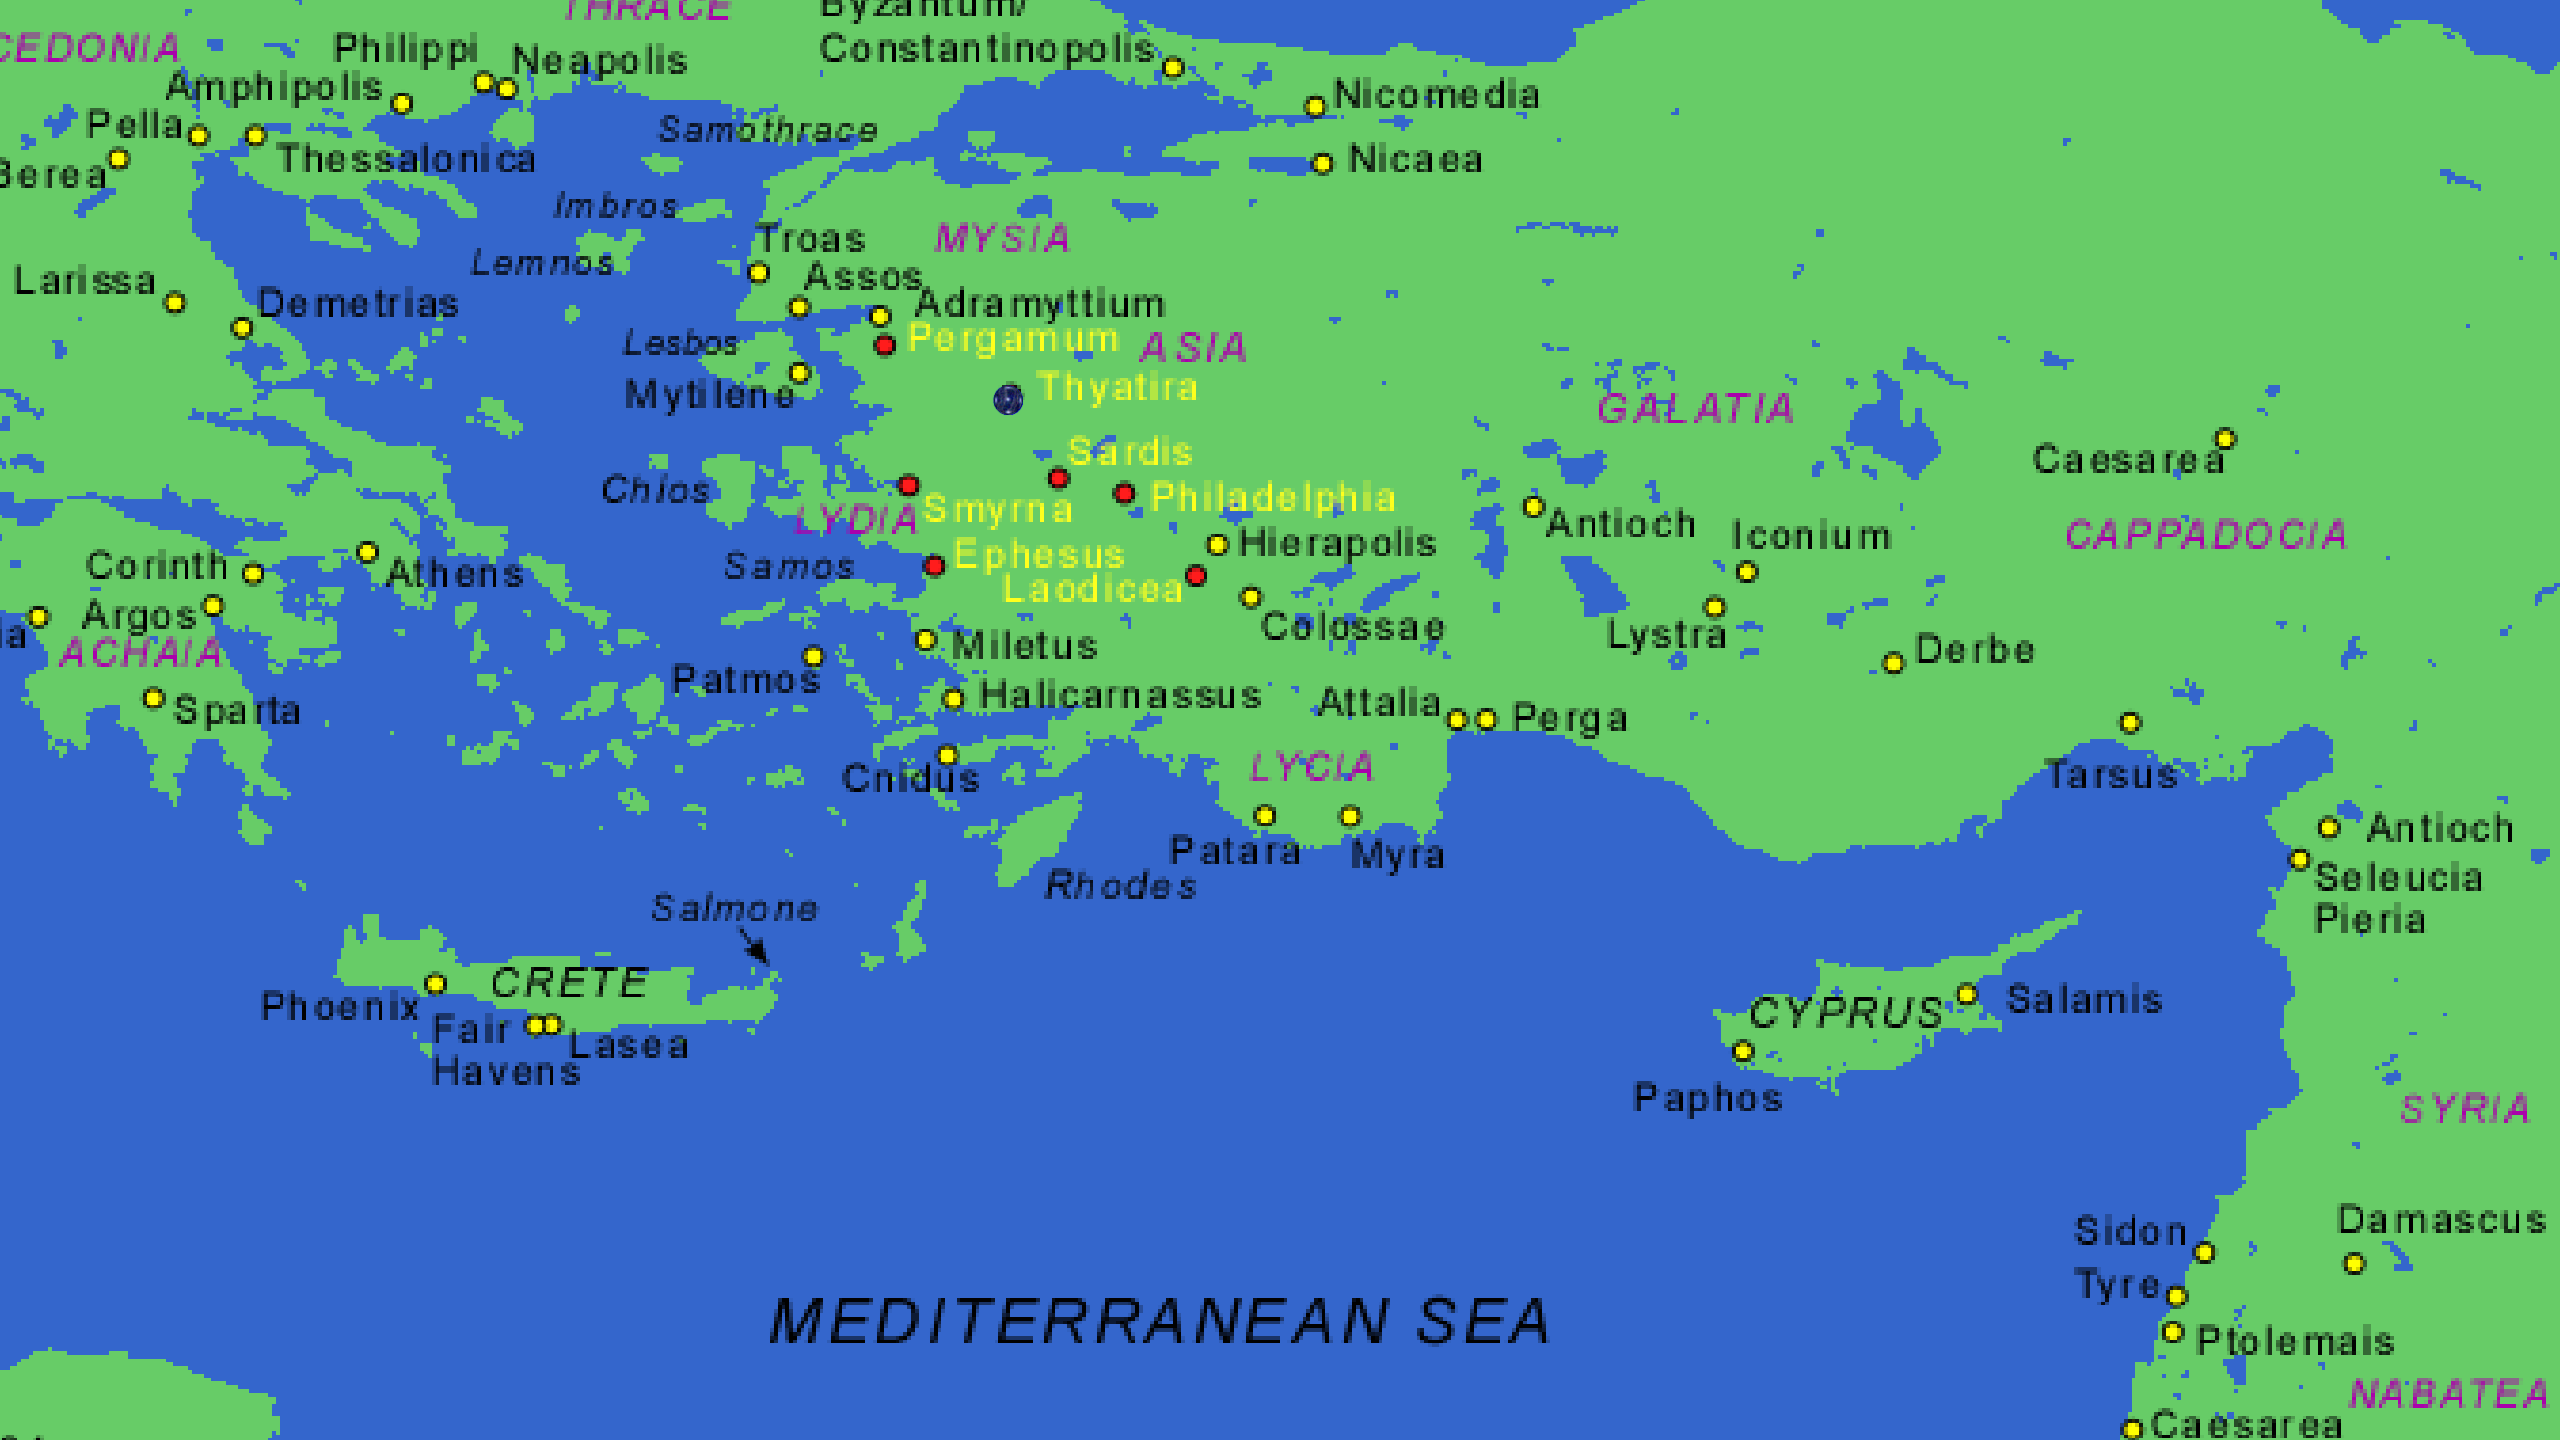 THRACE
Byzantum/
Constantinopolis
CEDONIA
Philippi
Neapolis
Amphipolis
Nicomedia
Pella
Samothrace
Thessalonica
Nicaea
Berea
Imbros
Troas
MYSIA
Lemnos
Larissa
Assos
Demetrias
Adramyttium
Lesbos
Pergamum
ASIA
Mytilene
Thyatira
GALATIA
Sardis
Caesarea
Chios
Philadelphia
LYDIA
Smyrna
Antioch
Iconium
CAPPADOCIA
Hierapolis
Corinth
Athens
Samos
Ephesus
Laodicea
Argos
Colossae
ia
Lystra
ACHAIA
Miletus
Derbe
Patmos
Halicarnassus
Attalia
Perga
Sparta
LYCIA
Cnidus
Tarsus
Patara
Myra
Antioch
Rhodes
Seleucia
Pieria
Salmone
CRETE
Phoenix
CYPRUS
Salamis
Fair
Havens
Lasea
Paphos
SYRIA
Sidon
Damascus
Tyre
MEDITERRANEAN SEA
Ptolemais
NABATEA
Caesarea